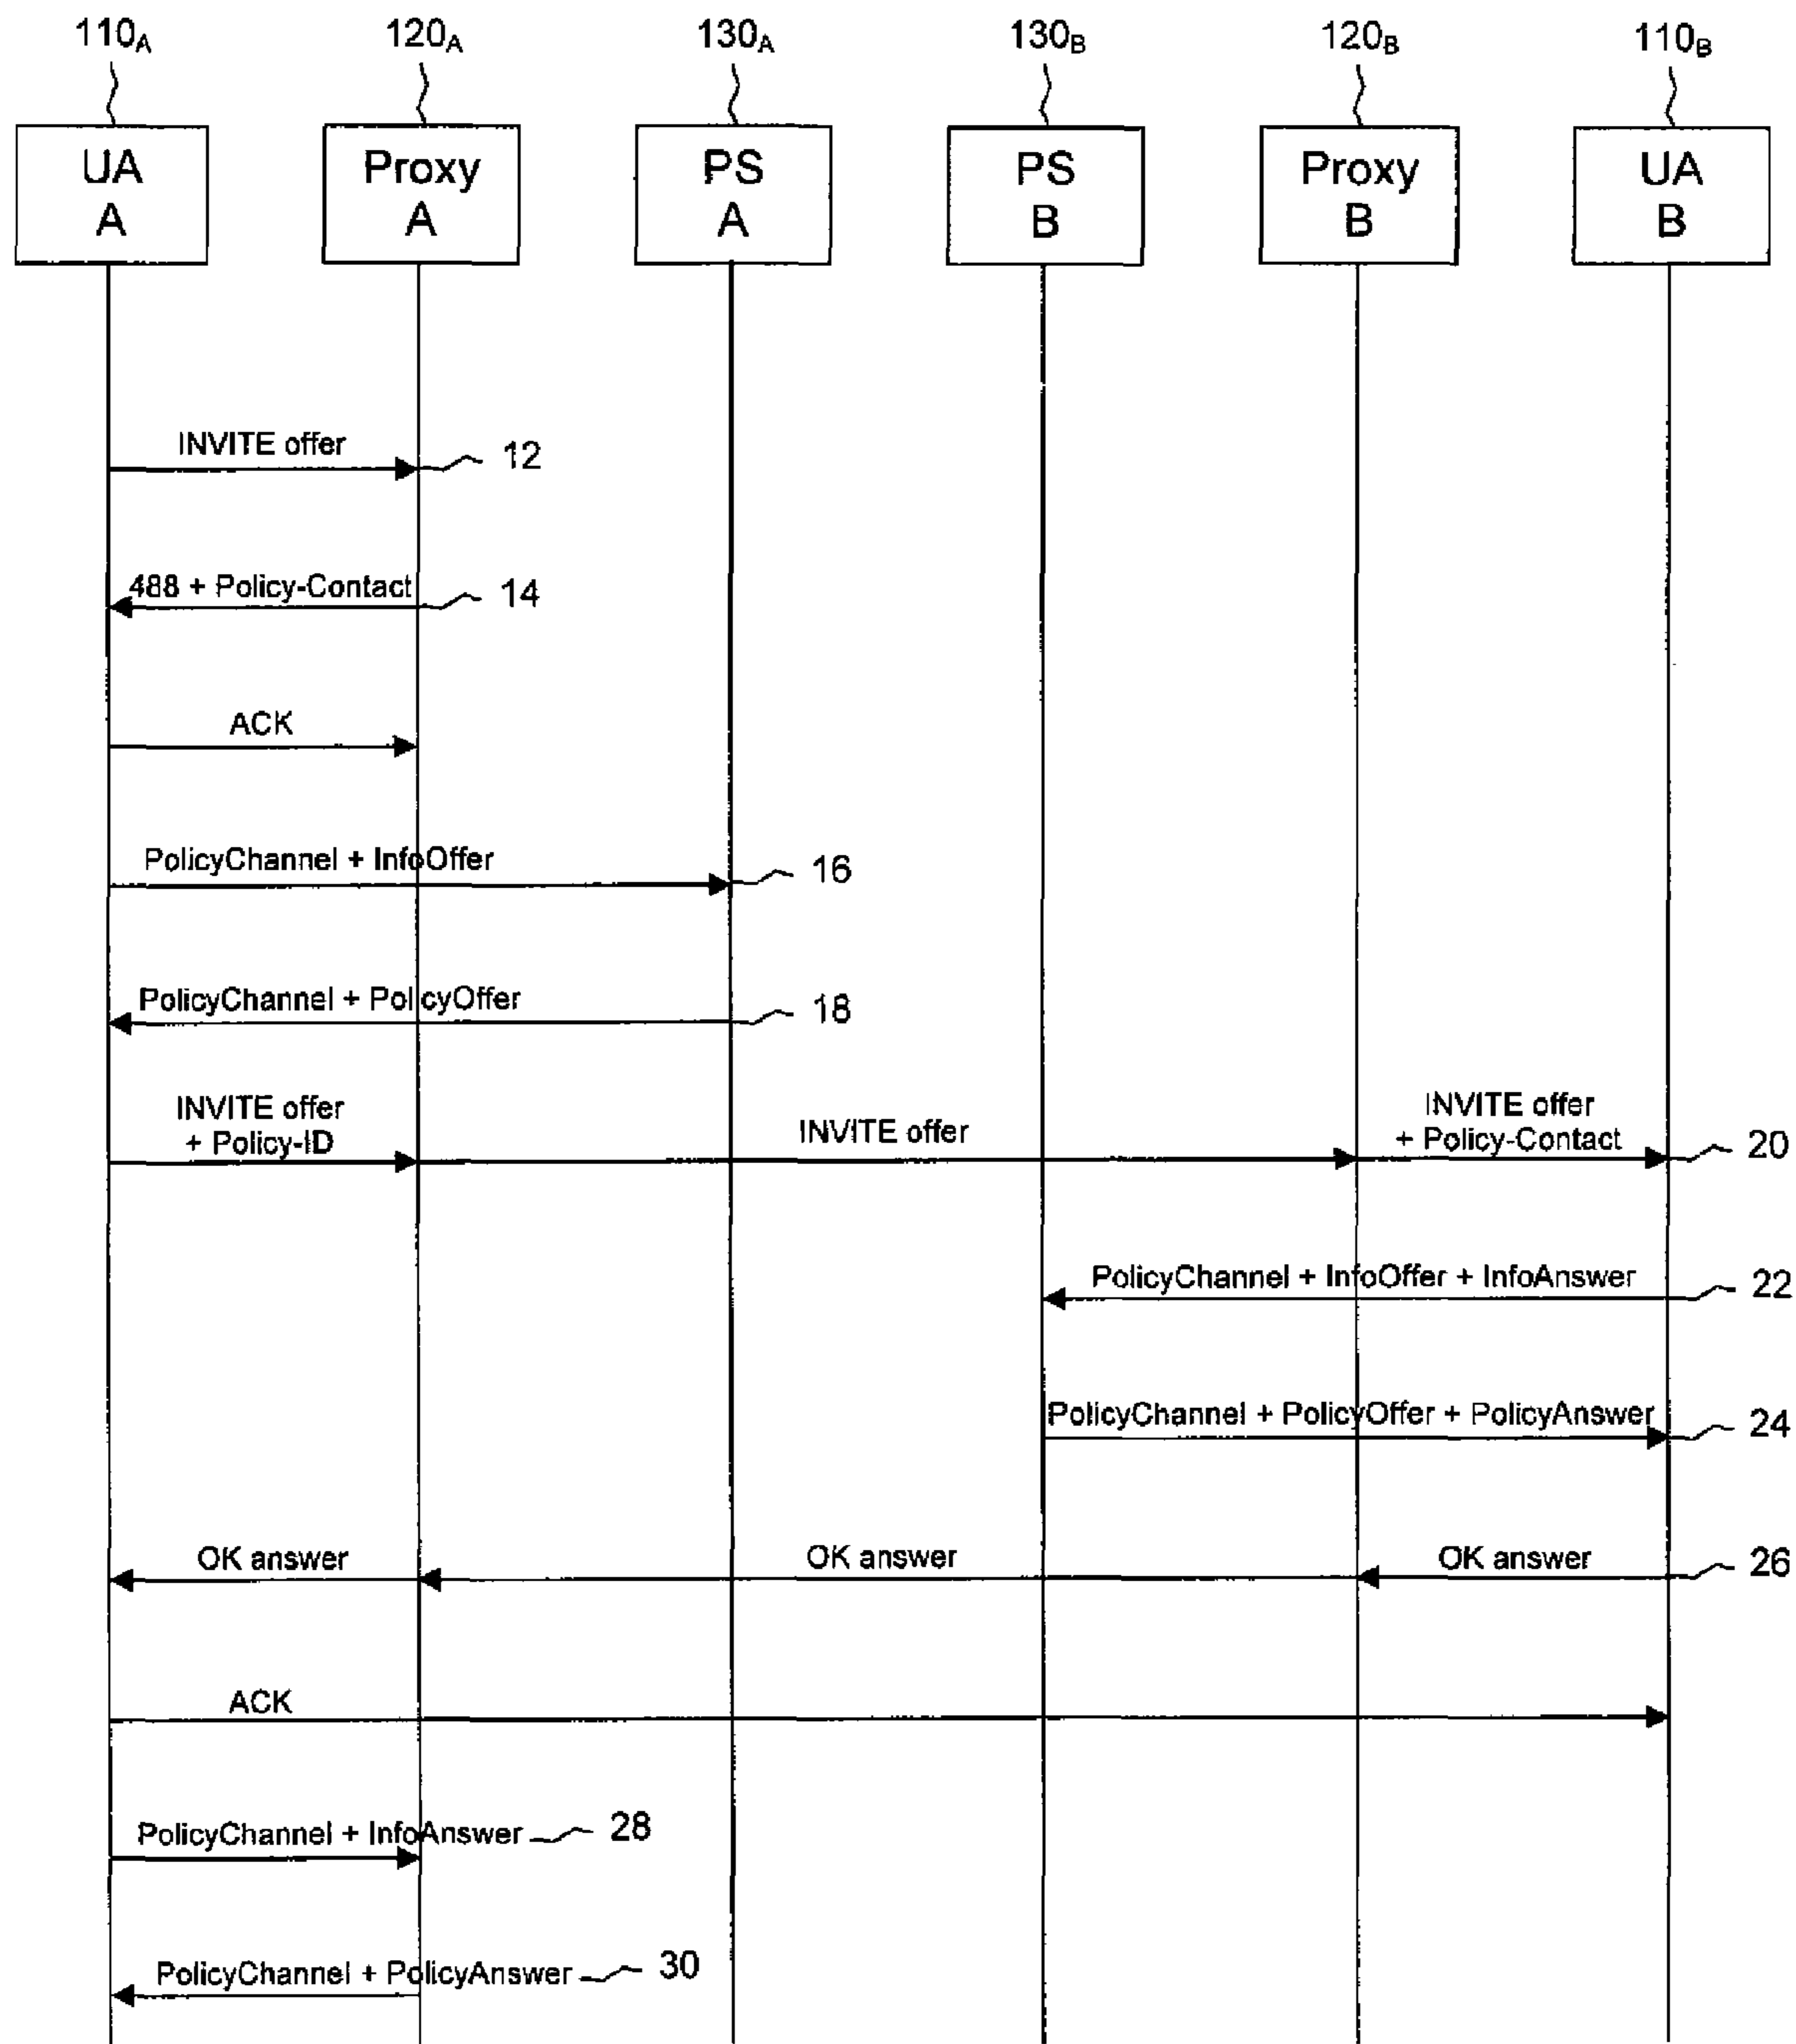 110A 120A 130A 130B 120B 110B
UA Proxy PS PS Proxy UA
A A A B B B
INVITE offer 12
488 + Policy-Contact 14
ACK
PolicyChannel + InfoOffer 16
PolicyChannel + PolicyOffer 18
INVITE offer
+ Policy-ID
INVITE offer
INVITE offer
+ Policy-Contact 20
PolicyChannel + InfoOffer + InfoAnswer 22
PolicyChannel + PolicyOffer + PolicyAnswer 24
OK answer OK answer OK answer 26
ACK
PolicyChannel + InfoAnswer 28
PolicyChannel + PolicyAnswer 30